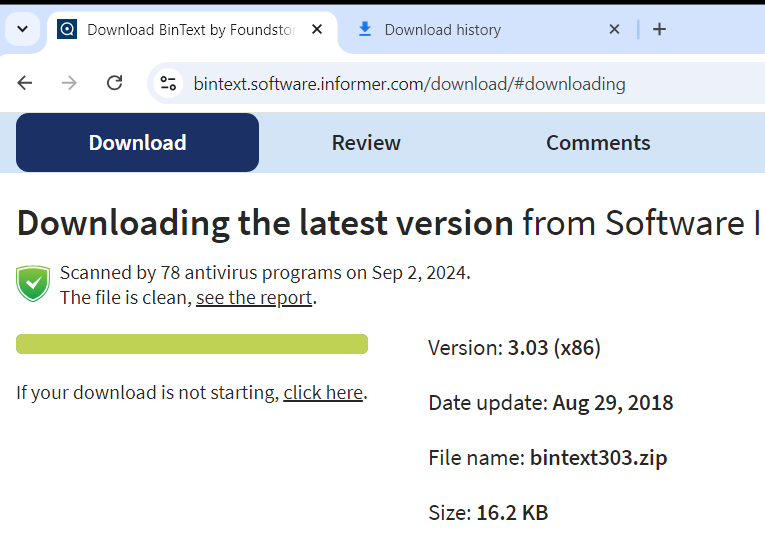 Download BinText by Foundsto
Download history
bintext.software.informer.com/download/#downloading
Download
Review
Comments
Downloading the latest version from Software I
Scanned by 78 antivirus programs on Sep 2, 2024.
The file is clean, see the report.
If your download is not starting, click here.
Version: 3.03 (x86)
Date update: Aug 29, 2018
File name: bintext303.zip
Size: 16.2 KB